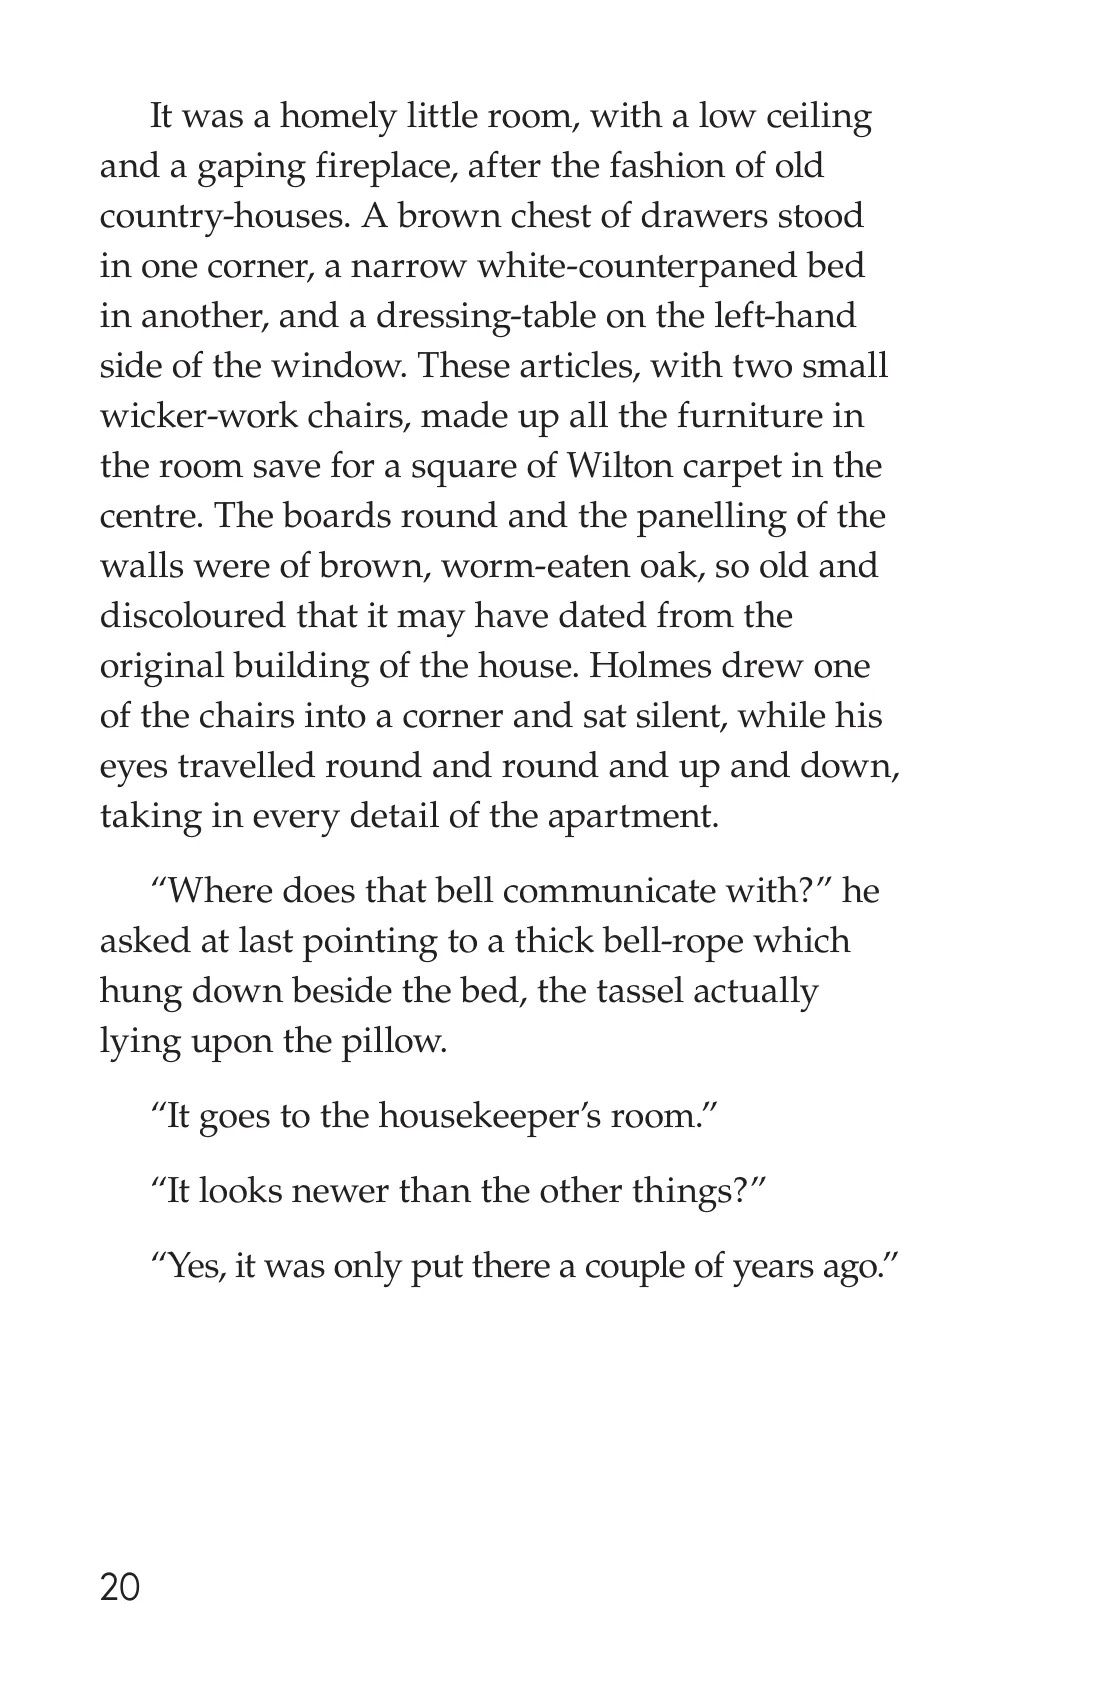 It was a homely little room, with a low ceiling
and a gaping fireplace, after the fashion of old
country-houses. A brown chest of drawers stood
in one corner, a narrow white-counterpaned bed
in another, and a dressing-table on the left-hand
side of the window. These articles, with two small
wicker-work chairs, made up all the furniture in
the room save for a square of Wilton carpet in the
centre. The boards round and the panelling of the
walls were of brown, worm-eaten oak, so old and
discoloured that it may have dated from the
original building of the house. Holmes drew one
of the chairs into a corner and sat silent, while his
eyes travelled round and round and up and down,
taking in every detail of the apartment.
“Where does that bell communicate with?” he
asked at last pointing to a thick bell-rope which
hung down beside the bed, the tassel actually
lying upon the pillow.
“It goes to the housekeeper’s room.”
“It looks newer than the other things?”
“Yes, it was only put there a couple of years ago.”
20